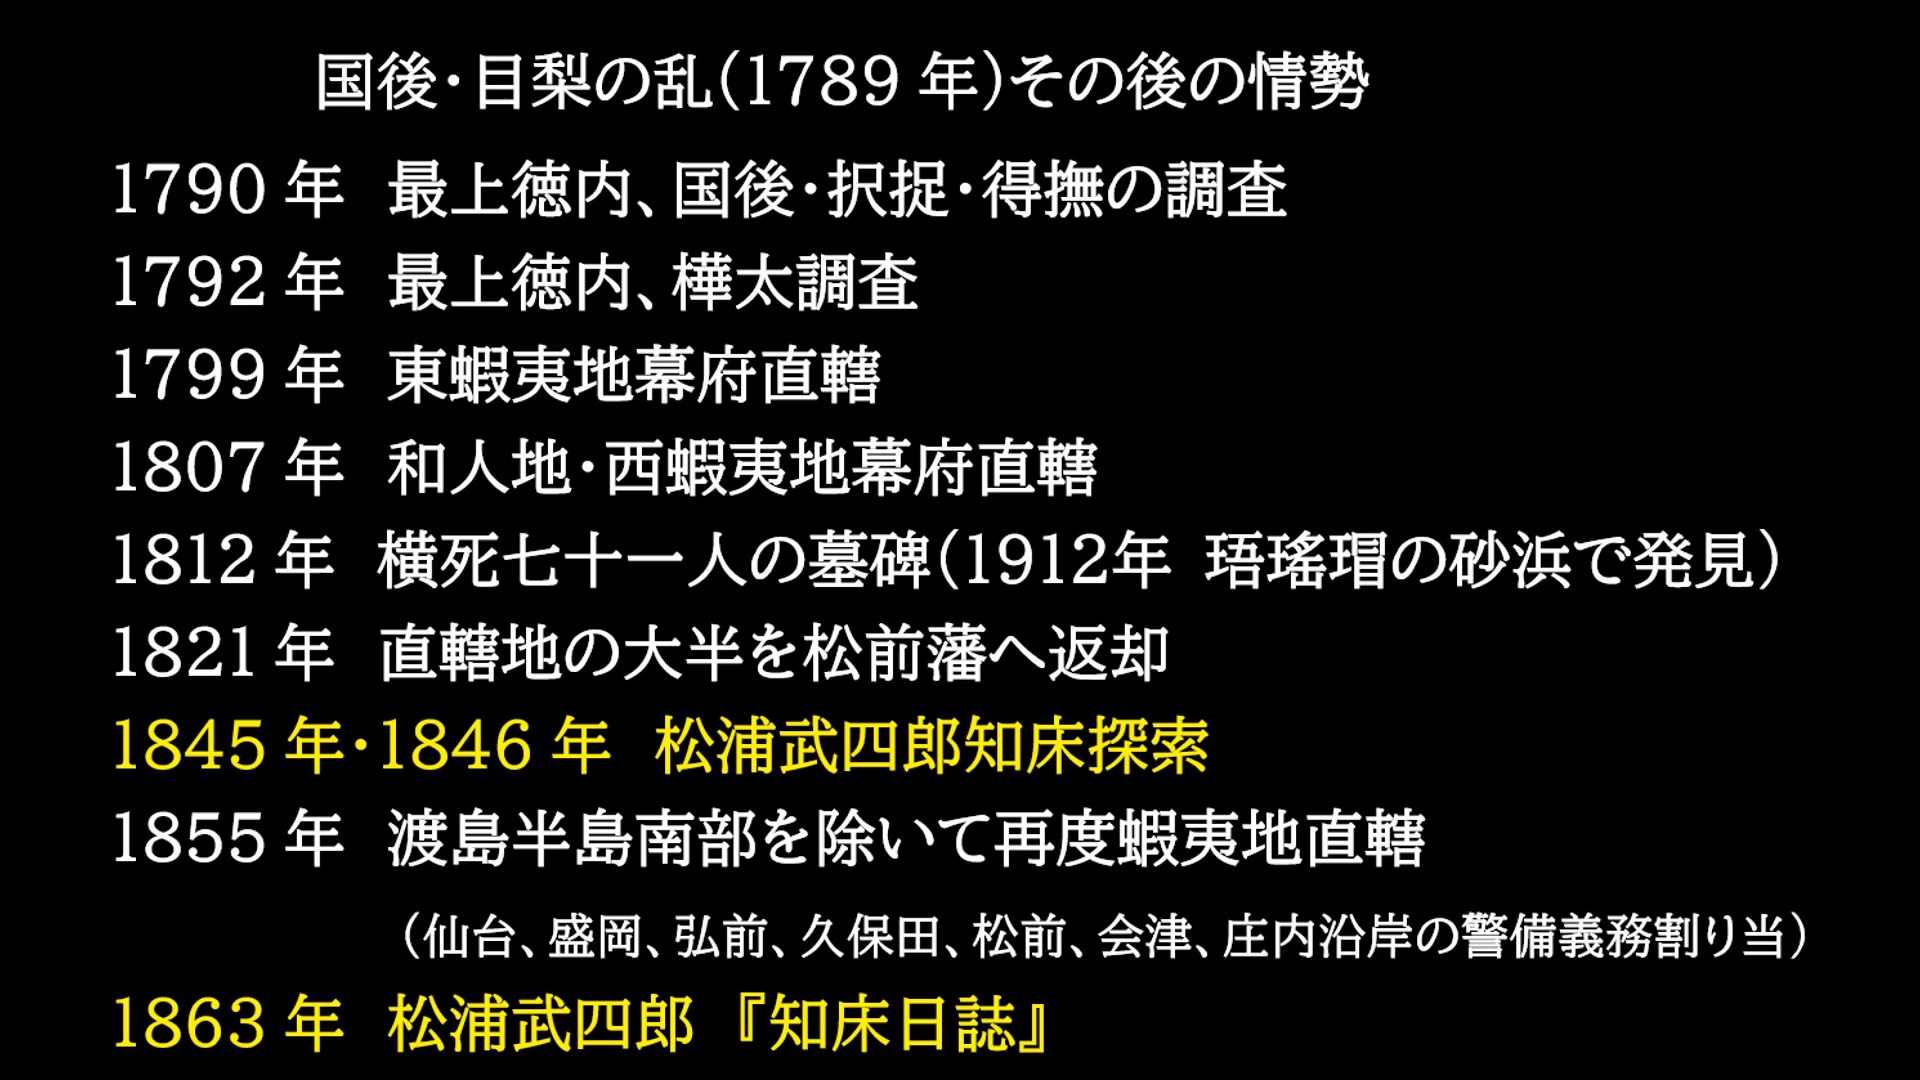 国後・目梨の乱(1789 年)その後の情勢
1790 年 最上徳内、国後・択捉・得撫の調査
1792 年 最上徳内、樺太調査
1799 年 東蝦夷地幕府直轄
1807 年 和人地・西蝦夷地幕府直轄
1812 年 横死七十一人の墓碑(1912年 珸瑤瑁の砂浜で発見)
1821 年 直轄地の大半を松前藩へ返却
1845 年・1846 年 松浦武四郎知床探索
1855 年 渡島半島南部を除いて再度蝦夷地直轄
(仙台、盛岡、弘前、久保田、松前、会津、庄内沿岸の警備義務割り当)
1863 年 松浦武四郎『知床日誌』